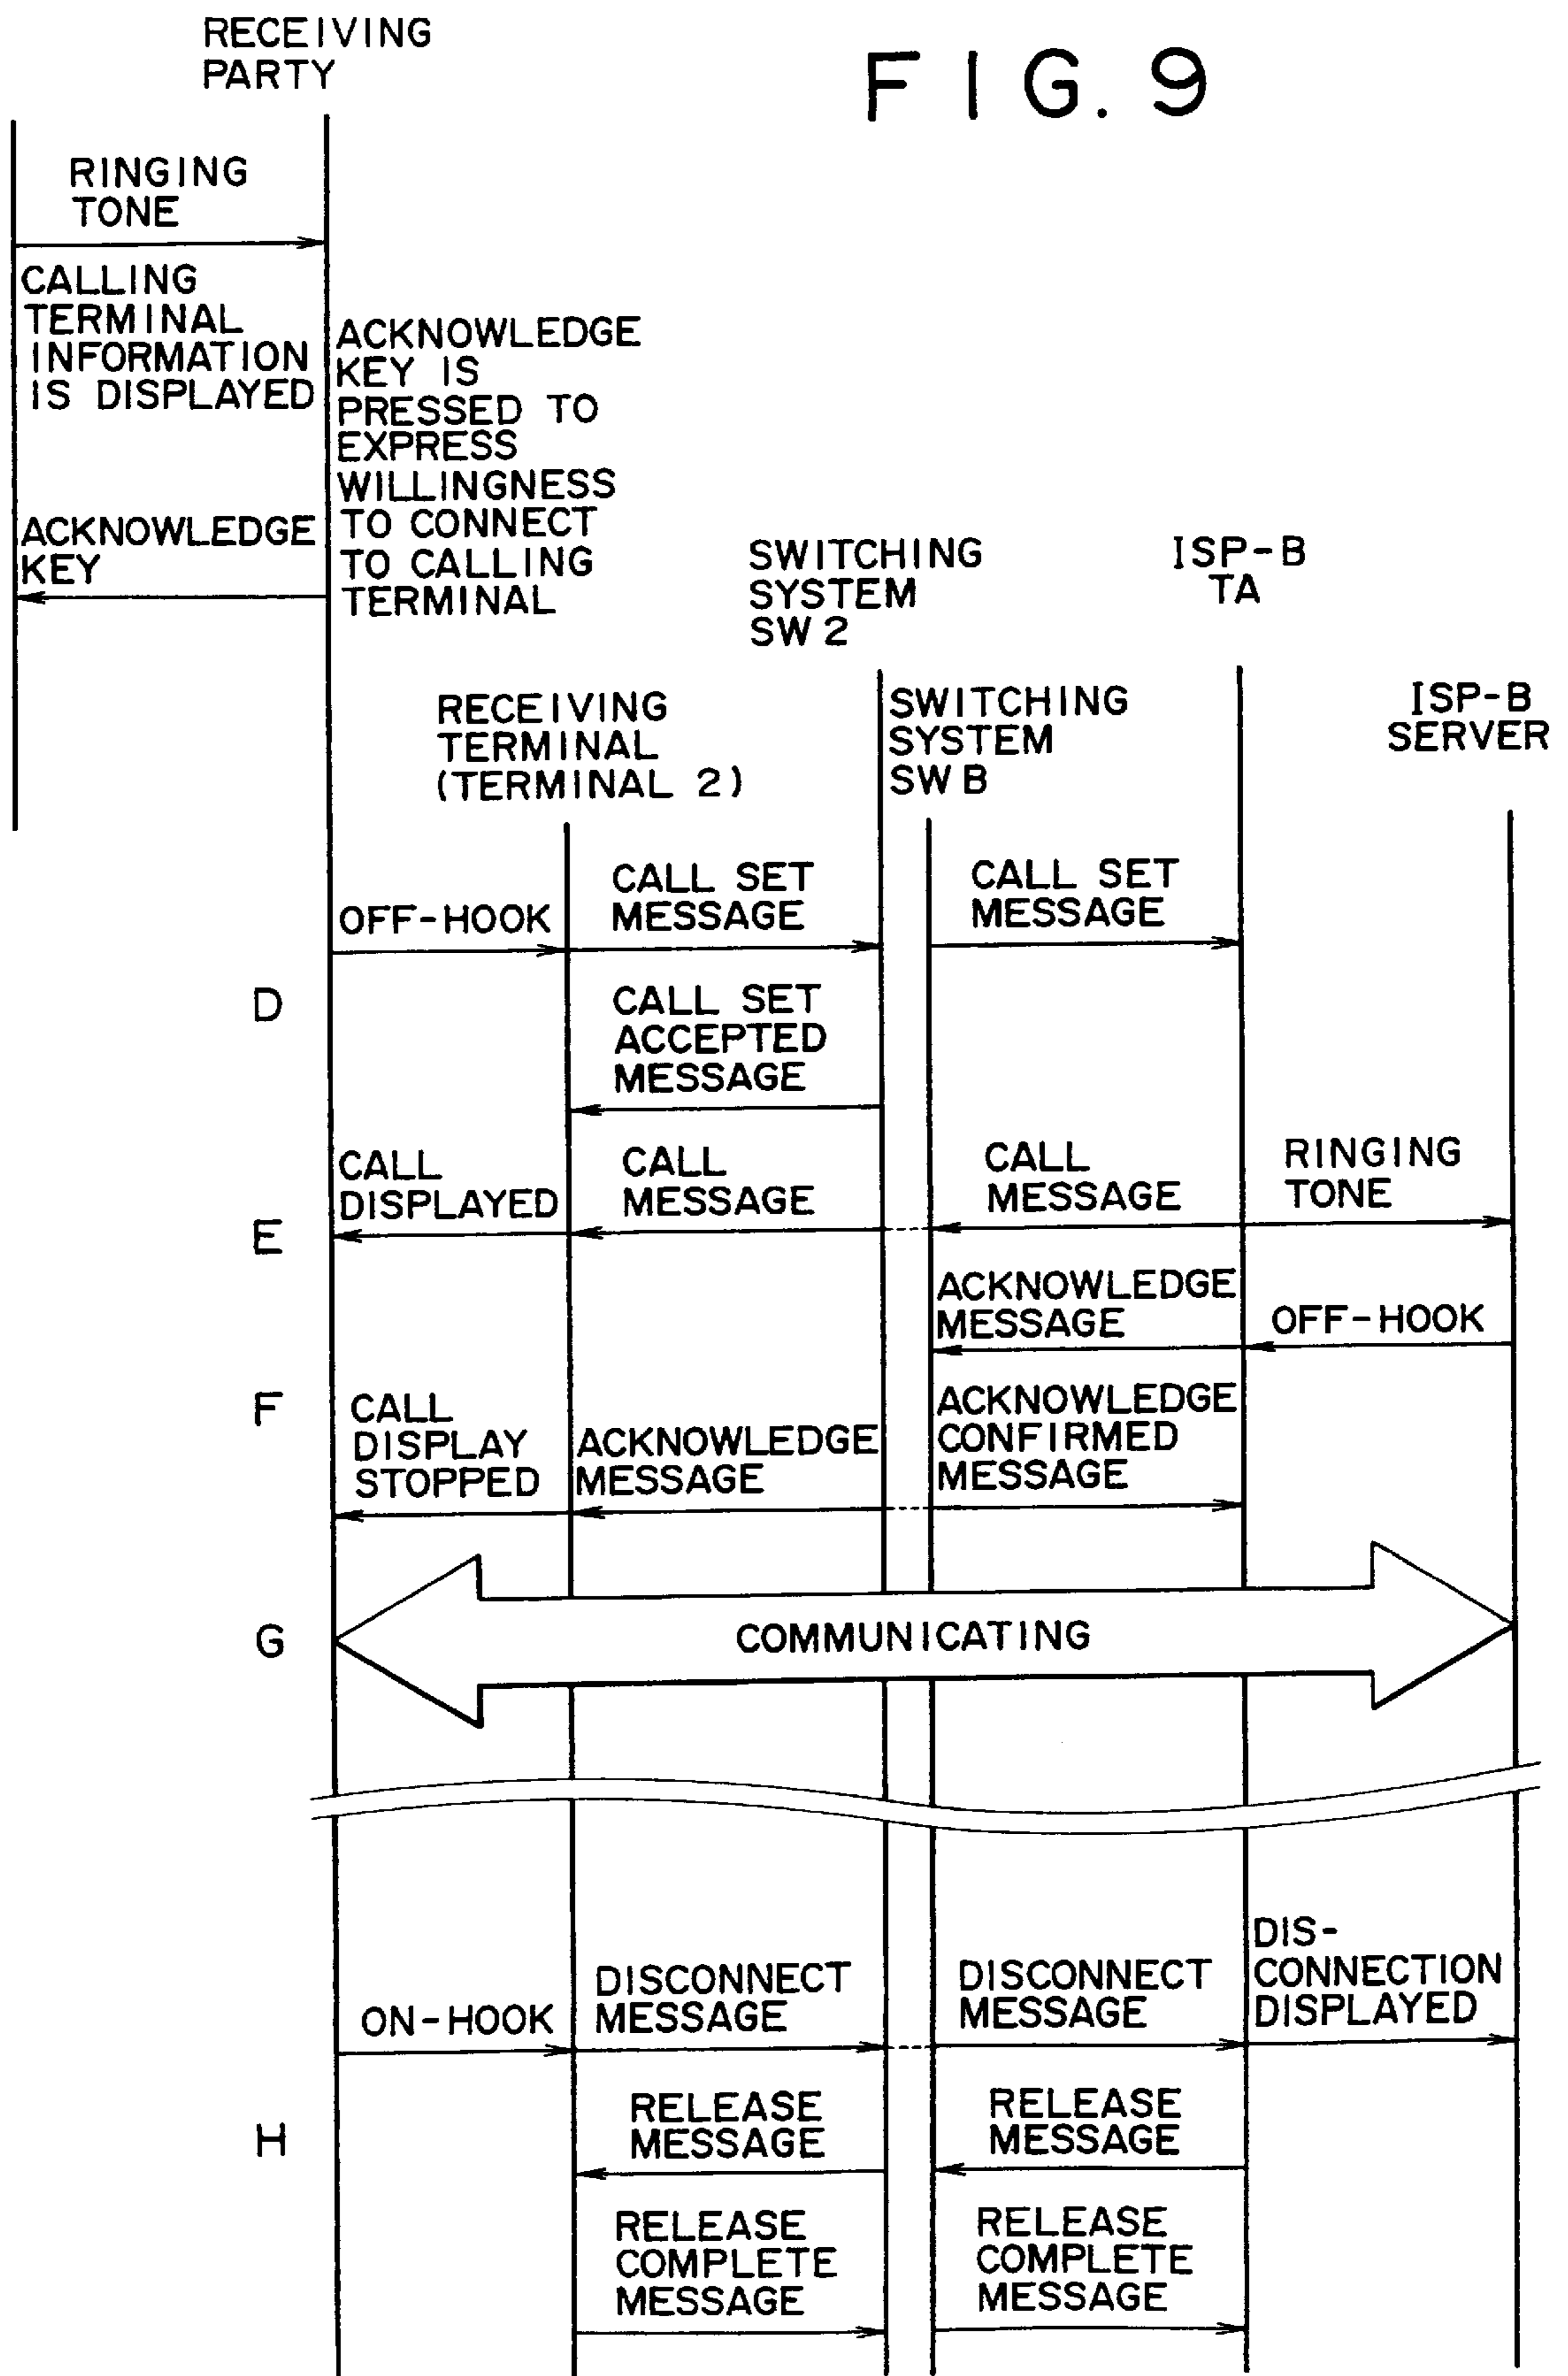 RECEIVING
PARTY
FIG. 9
RINGING
TONE
CALLING
TERMINAL
INFORMATION
IS DISPLAYED
ACKNOWLEDGE
KEY IS
PRESSED TO
EXPRESS
WILLINGNESS
TO CONNECT
TO CALLING
TERMINAL
ACKNOWLEDGE
KEY
SWITCHING
SYSTEM
SW2
ISP-B
TA
RECEIVING
TERMINAL
(TERMINAL 2)
SWITCHING
SYSTEM
SWB
ISP-B
SERVER
OFF-HOOK
CALL SET
MESSAGE
CALL SET
MESSAGE
D
CALL SET
ACCEPTED
MESSAGE
CALL
DISPLAYED
CALL
MESSAGE
CALL
MESSAGE
RINGING
TONE
E
ACKNOWLEDGE
MESSAGE
OFF-HOOK
F
CALL
DISPLAY
STOPPED
ACKNOWLEDGE
MESSAGE
ACKNOWLEDGE
CONFIRMED
MESSAGE
G
COMMUNICATING
ON-HOOK
DISCONNECT
MESSAGE
DISCONNECT
MESSAGE
DIS-
CONNECTION
DISPLAYED
H
RELEASE
MESSAGE
RELEASE
MESSAGE
RELEASE
COMPLETE
MESSAGE
RELEASE
COMPLETE
MESSAGE